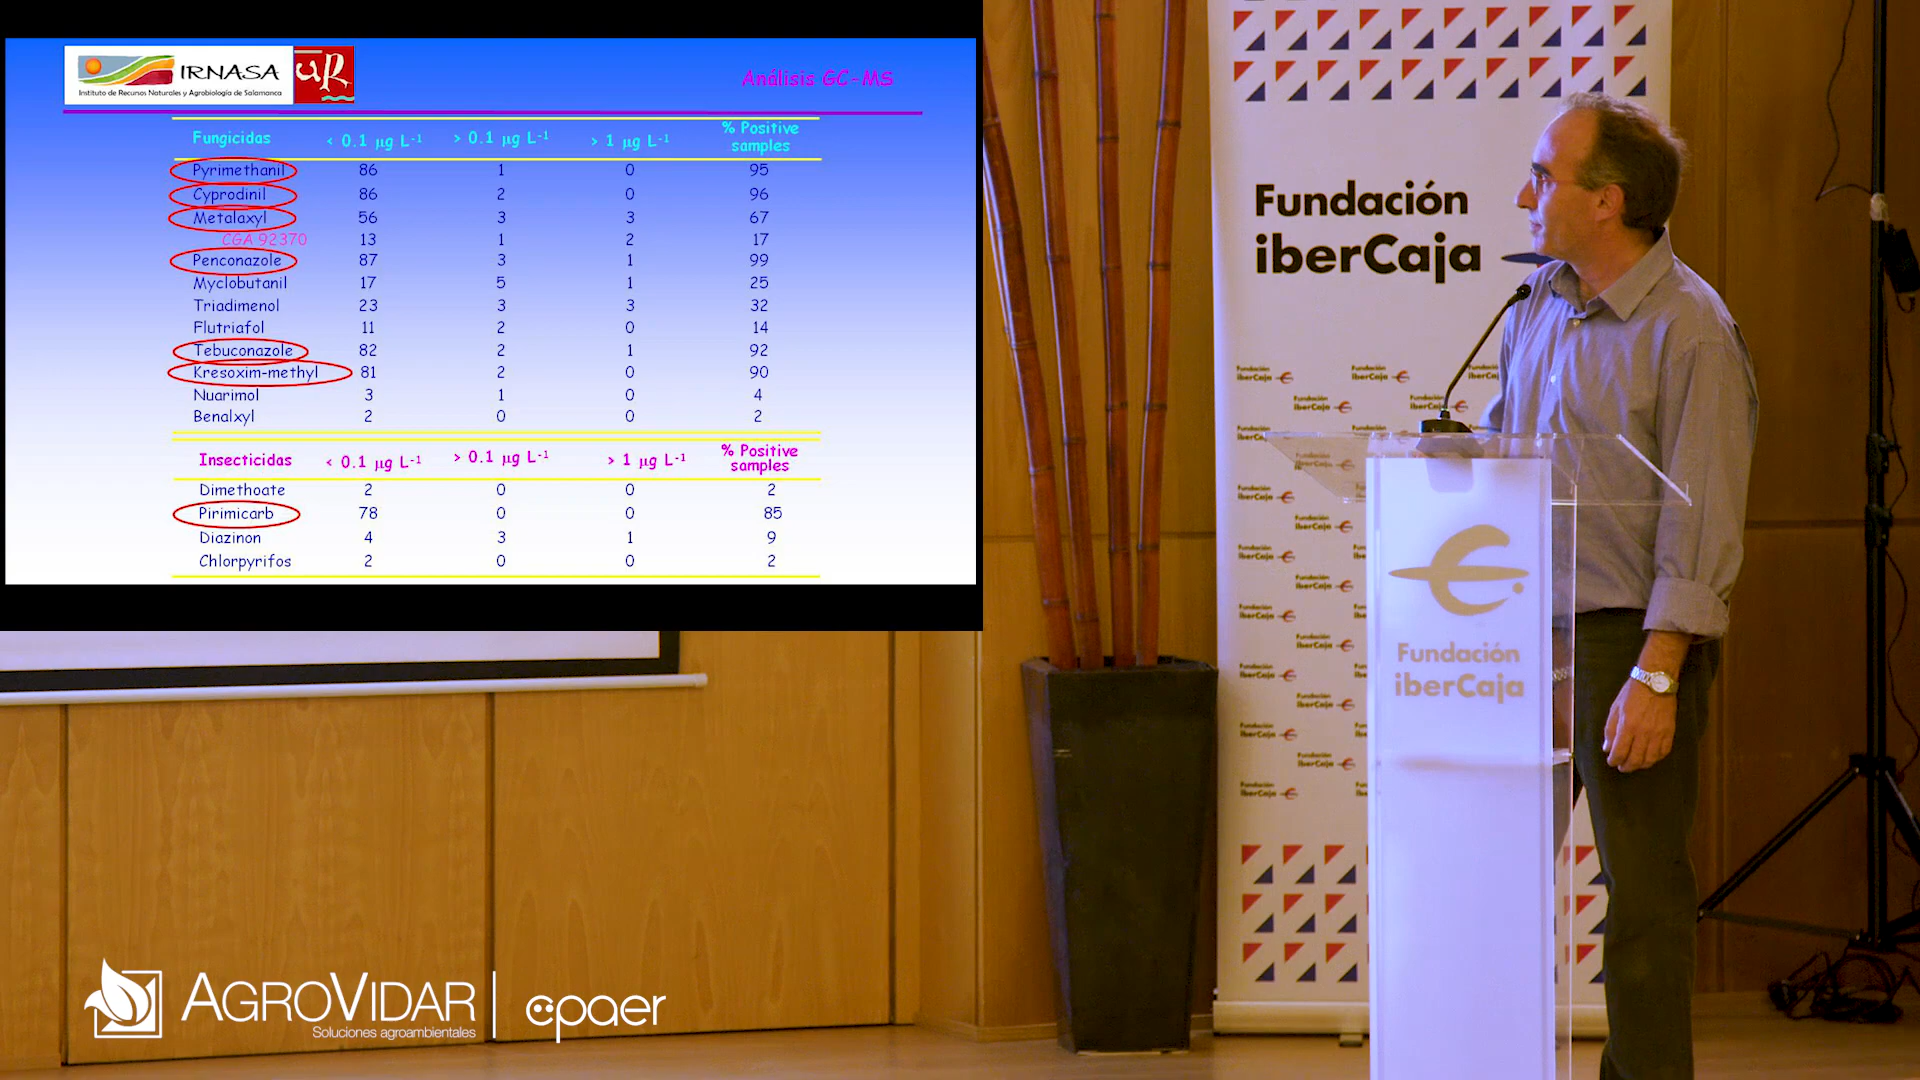 IRNASA
Instituto de Recursos Naturales y Agrobiología de Salamanca
UR
Análisis GC-MS
Fungicidas < 0.1 µg L-1 > 0.1 µg L-1 > 1 µg L-1 % Positive samples
Pyrimethanil 86 1 0 95
Cyprodinil 86 2 0 96
Metalaxyl 56 3 3 67
CGA 92370 13 1 2 17
Penconazole 87 3 1 99
Myclobutanil 17 5 1 25
Triadimenol 23 3 3 32
Flutriafol 11 2 0 14
Tebuconazole 82 2 1 92
Kresoxim-methyl 81 2 0 90
Nuarimol 3 1 0 4
Benalxyl 2 0 0 2
Insecticidas < 0.1 µg L-1 > 0.1 µg L-1 > 1 µg L-1 % Positive samples
Dimethoate 2 0 0 2
Pirimicarb 78 0 0 85
Diazinon 4 3 1 9
Chlorpyrifos 2 0 0 2
Fundación
iberCaja
Fundación
iberCaja
AGROVIDAR
Soluciones agroambientales
cpaer